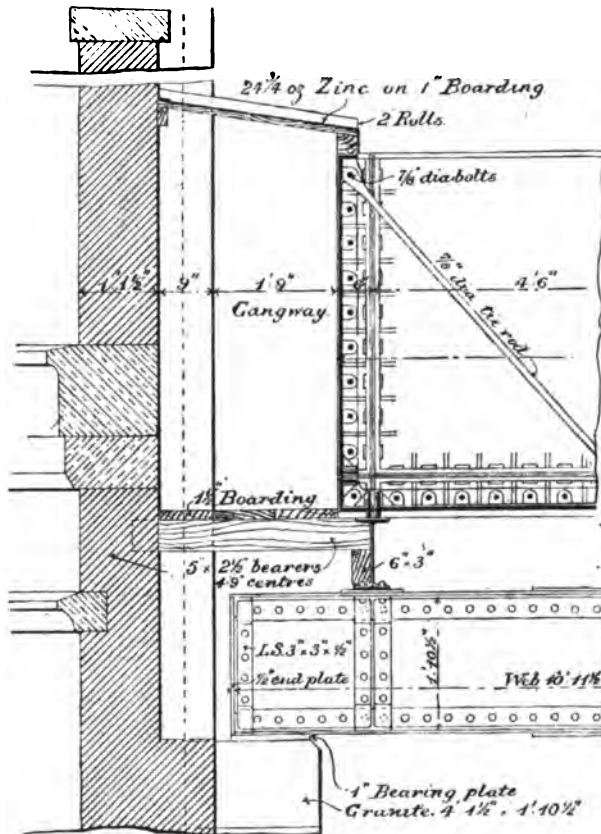 24¾ oz Zinc on 1" Boarding
2" Rolls
⅞ dia bolts
1'.1½" 9" 1'9" 6" 4'6"
Gangway
⅞" dia tie rod
1½" Boarding
5" × 2½" bearers
4.9" centres
6" × 3"
L.S. 3" × 3" × ½"
½" end plate
1'.10½"
Web 10' 11½
1" Bearing plate
Granite. 4' 1½" . 1'.10½"